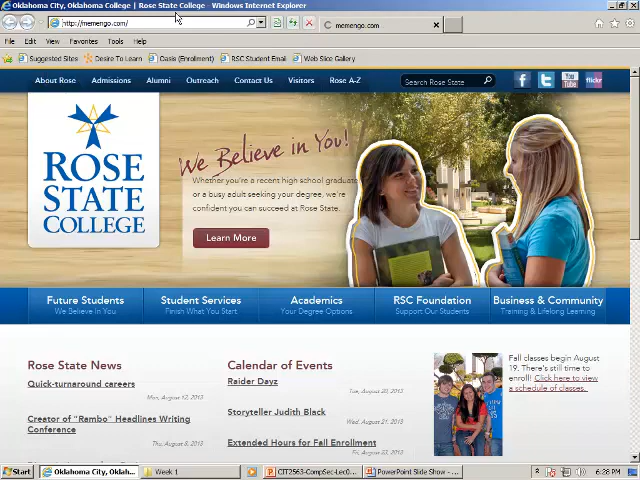 Oklahoma City, Oklahoma College | Rose State College - Windows Internet Explorer
http://memengo.com/
memengo.com
File View Favorites Tools Help
Suggested Sites Desire To Learn Oasis (Enrollment) RSC Student Email Web Slice Gallery
About Rose Admissions Alumni Outreach Contact Us Visitors Rose A-Z Search Rose State
f t You Tube flickr
ROSE
STATE
COLLEGE
We Believe in You!
Whether you're a recent high school graduate
or a busy adult seeking your degree, we're
confident you can succeed at Rose State.
Learn More
Future Students Student Services Academics RSC Foundation Business & Community
We Believe In You Finish What You Start Your Degree Options Support Our Students Training & Lifelong Learning
Rose State News
Quick-turnaround careers
Mon, August 12, 2013
Creator of "Rambo" Headlines Writing
Conference
Thu, August 8, 2013
Calendar of Events
Raider Dayz
Tue, August 20, 2013
Storyteller Judith Black
Wed, August 21, 2013
Extended Hours for Fall Enrollment
Fall classes begin August
19. There's still time to
enroll! Click here to view
a schedule of classes.
Start Oklahoma City, Oklah... Week 1 CIT2563-CompSec-Lec0... PowerPoint Slide Show - ... 6:28 PM